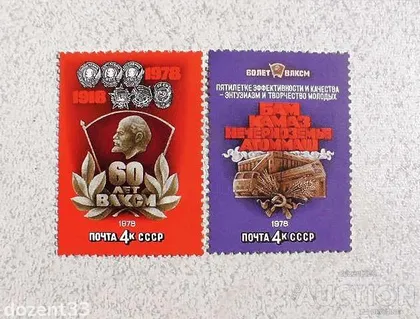 1978
1918
60
ЛЕТ
ВЛКСМ
1978
ПОЧТА 4к СССР
60 ЛЕТ ВЛКСМ
ПЯТИЛЕТКЕ ЭФФЕКТИВНОСТИ И КАЧЕСТВА
– ЭНТУЗИАЗМ И ТВОРЧЕСТВО МОЛОДЫХ
БАМ
КАМАЗ
НЕЧЕРНОЗЕМЬЕ
АТОММАШ
1978
ПОЧТА 4к СССР
dozent33